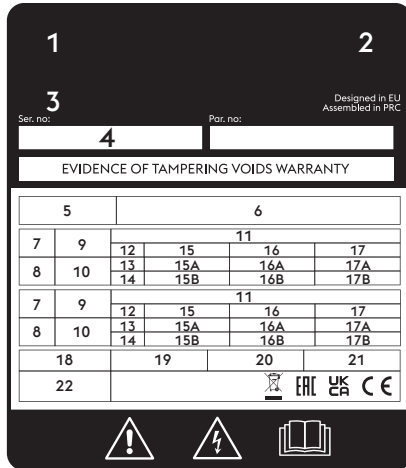 1 2
3
Designed in EU
Assembled in PRC
Ser. no: Par. no:
4
EVIDENCE OF TAMPERING VOIDS WARRANTY
5 6
7 9 11
12 15 16 17
8 10 13 15A 16A 17A
14 15B 16B 17B
7 9 11
12 15 16 17
8 10 13 15A 16A 17A
14 15B 16B 17B
18 19 20 21
22 EAC UK CA CE